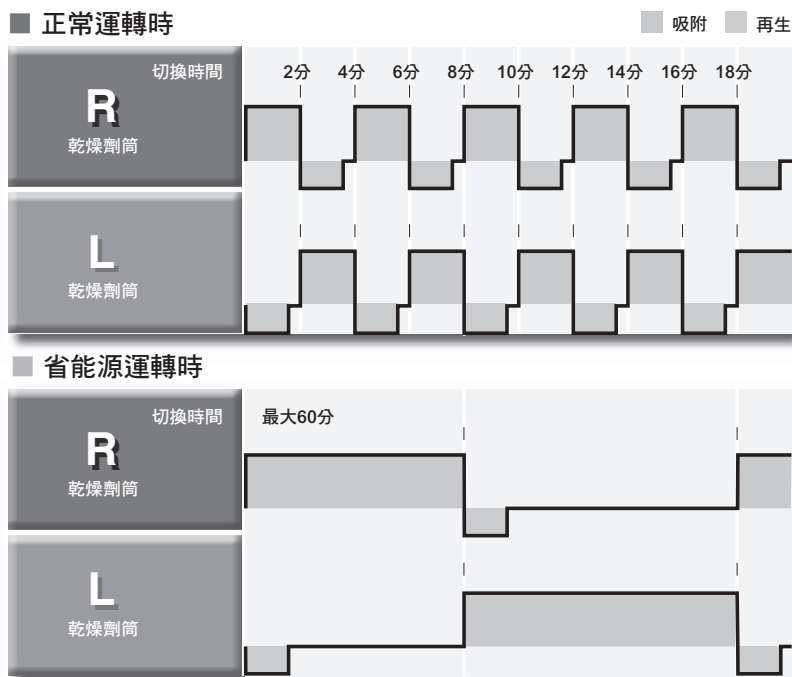 正常運轉時
吸附 再生
切換時間
R
乾燥劑筒
2分 4分 6分 8分 10分 12分 14分 16分 18分
L
乾燥劑筒
省能源運轉時
切換時間
R
乾燥劑筒
最大60分
L
乾燥劑筒